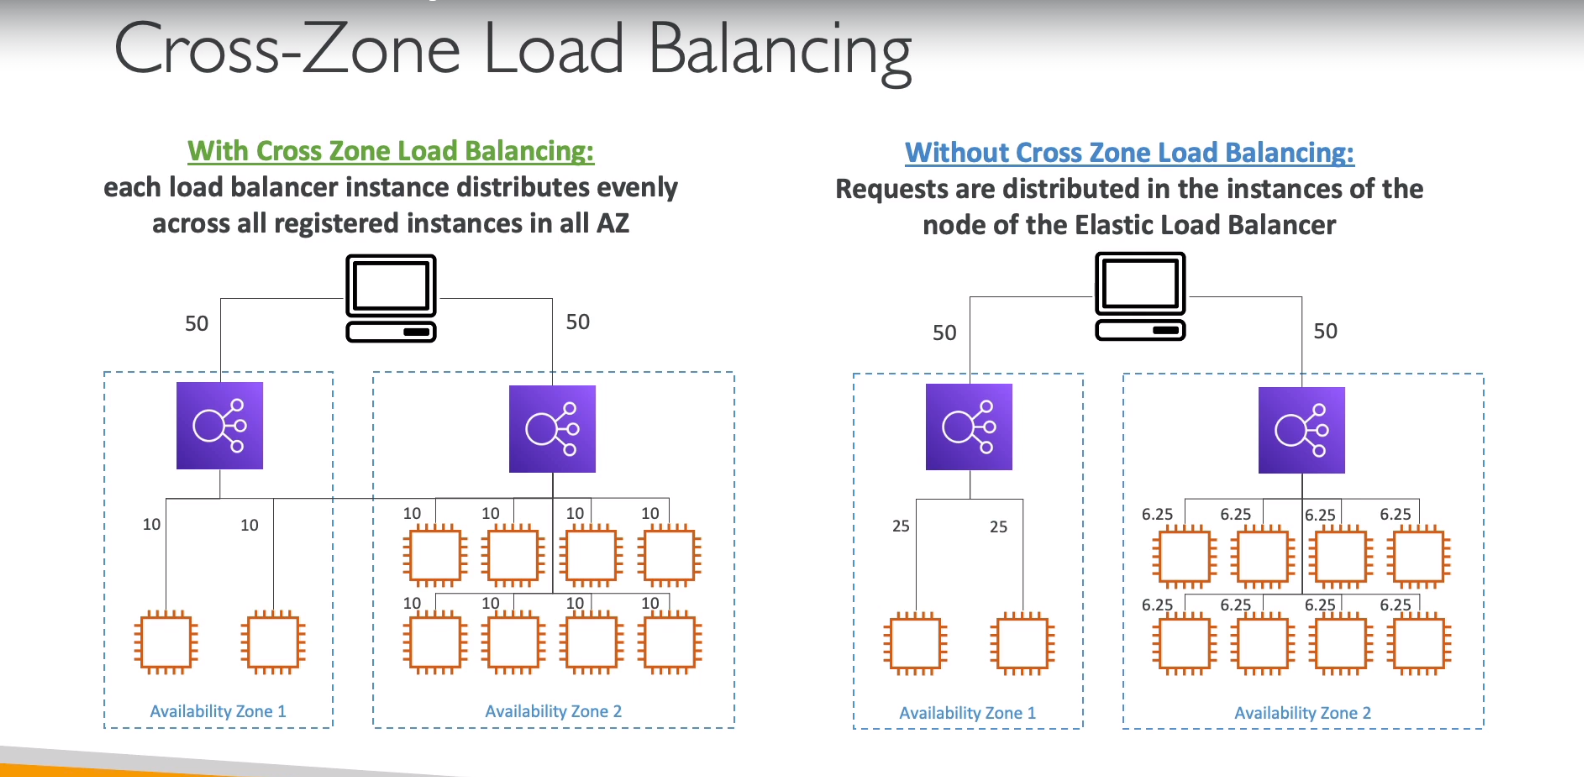 Cross-Zone Load Balancing
With Cross Zone Load Balancing:
each load balancer instance distributes evenly
across all registered instances in all AZ
50
50
10
10
10
10
10
10
10
10
10
10
Availability Zone 1
Availability Zone 2
Without Cross Zone Load Balancing:
Requests are distributed in the instances of the
node of the Elastic Load Balancer
50
50
25
25
6.25
6.25
6.25
6.25
6.25
6.25
6.25
6.25
Availability Zone 1
Availability Zone 2